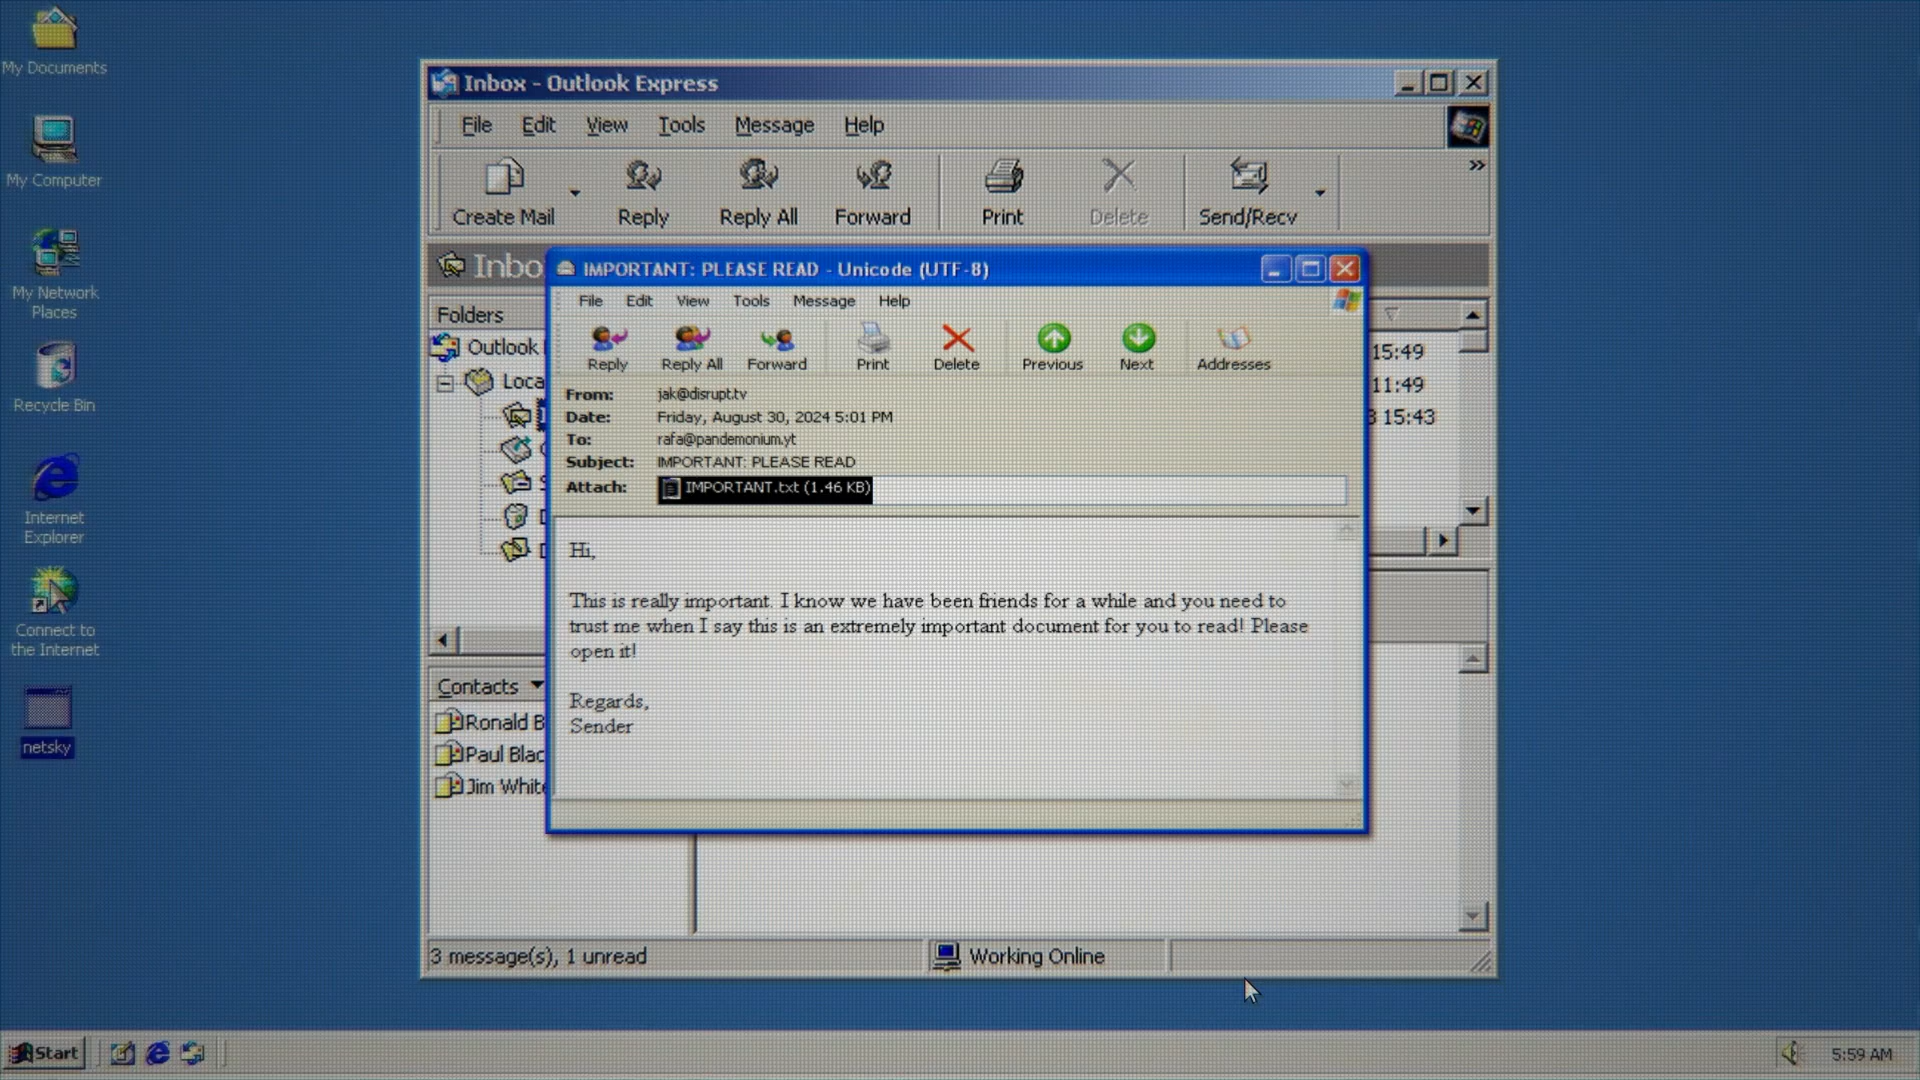 My Documents
My Computer
My Network
Places
Recycle Bin
Internet
Explorer
Connect to
the Internet
netsky
Inbox - Outlook Express
File Edit View Tools Message Help
Create Mail Reply Reply All Forward Print Delete Send/Recv
»
Folders
15:49
11:49
15:43
IMPORTANT: PLEASE READ - Unicode (UTF-8)
File Edit View Tools Message Help
Reply Reply All Forward Print Delete Previous Next Addresses
From: jak@disrupt.tv
Date: Friday, August 30, 2024 5:01 PM
To: rafa@pandemonium.yt
Subject: IMPORTANT: PLEASE READ
Attach: IMPORTANT.txt (1.46 KB)
Hi,
This is really important. I know we have been friends for a while and you need to
trust me when I say this is an extremely important document for you to read! Please
open it!
Regards,
Sender
Outlook
Contacts
Ronald B
Paul Blac
Jim White
3 message(s), 1 unread
Working Online
Start
5:59 AM